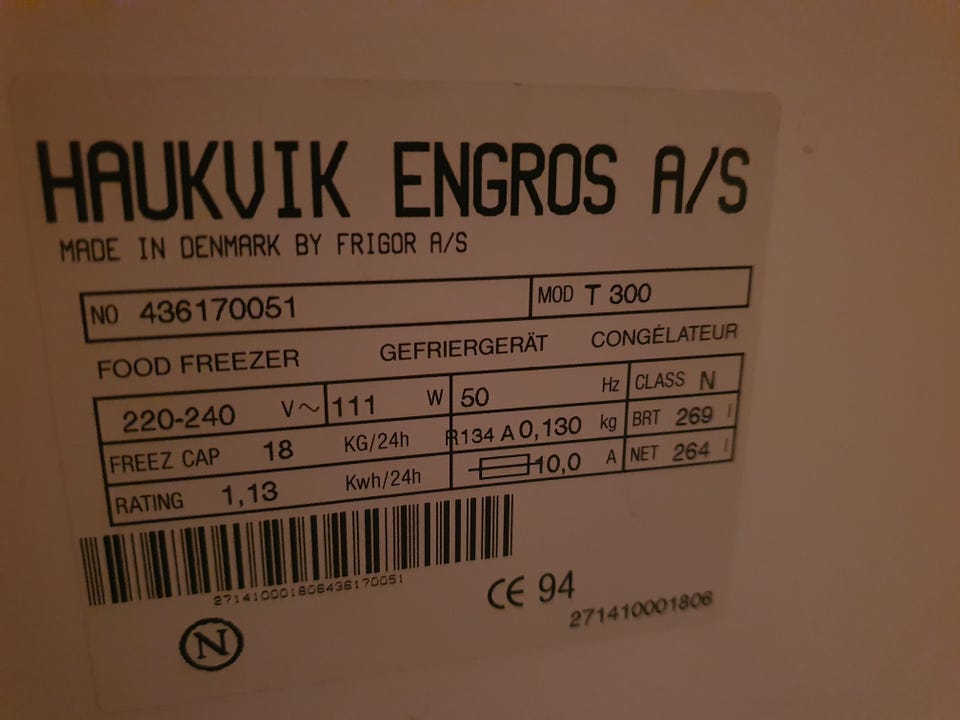 HAUKVIK ENGROS A/S
MADE IN DENMARK BY FRIGOR A/S
NO 436170051 MOD T 300
FOOD FREEZER GEFRIERGERÄT CONGÉLATEUR
220-240 V~ 111 W 50 Hz CLASS N
FREEZ CAP 18 KG/24h R134 A 0,130 kg BRT 269 l
RATING 1,13 Kwh/24h 10,0 A NET 264 l
271410001806436170051
CE 94
271410001806
N